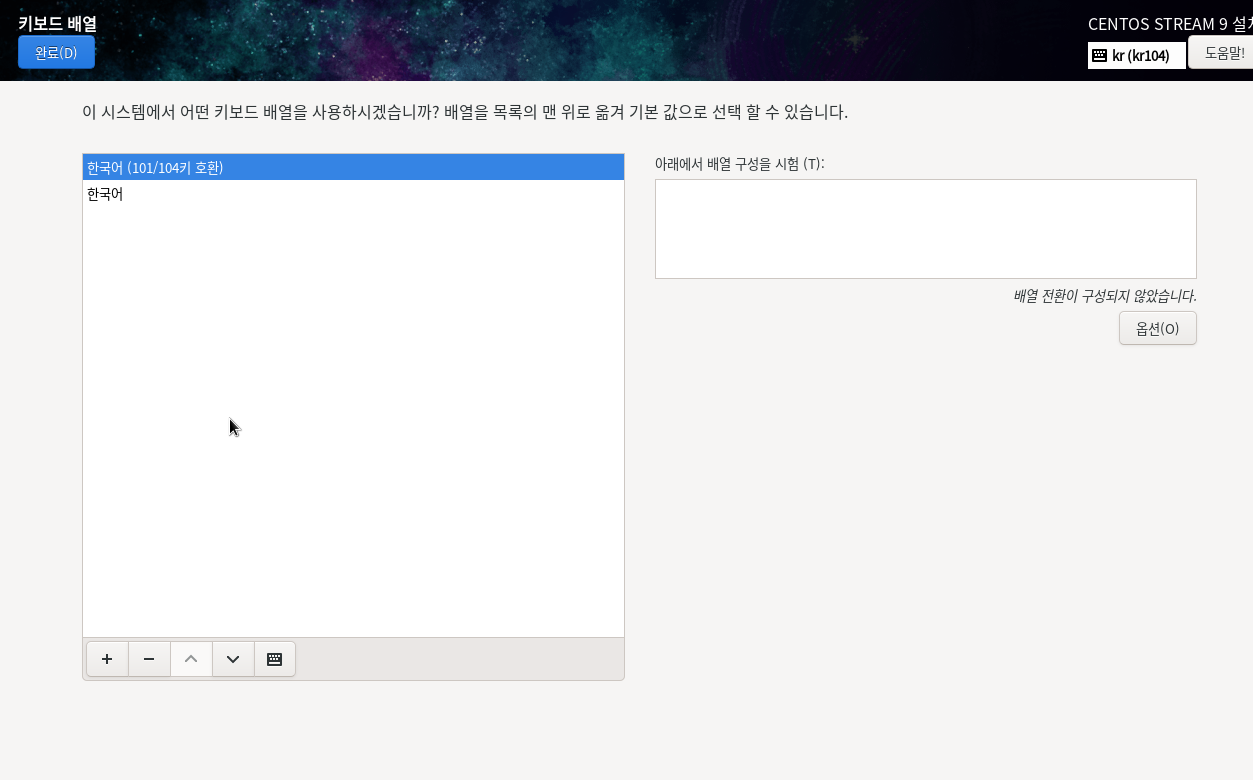 키보드 배열
CENTOS STREAM 9 설치
완료(D)
kr (kr104)
도움말!
이 시스템에서 어떤 키보드 배열을 사용하시겠습니까? 배열을 목록의 맨 위로 옮겨 기본 값으로 선택 할 수 있습니다.
한국어 (101/104키 호환)
한국어
아래에서 배열 구성을 시험 (T):
배열 전환이 구성되지 않았습니다.
옵션(O)